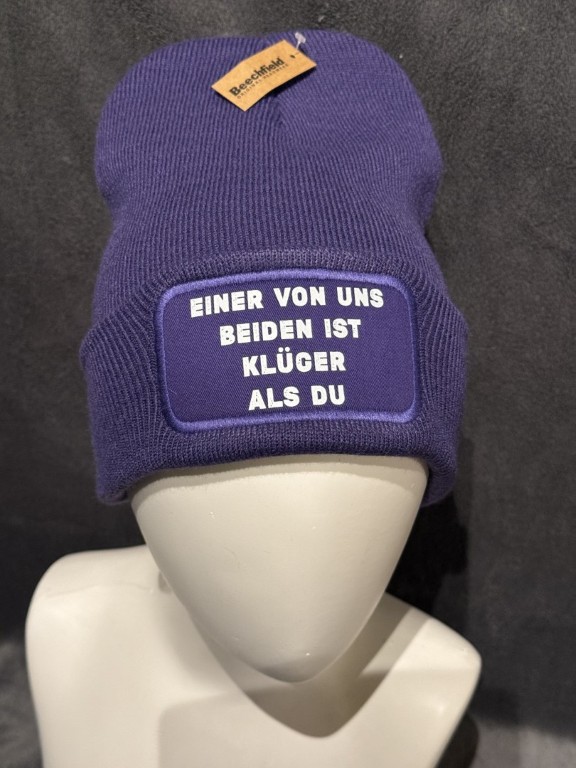 Beechfield
EINER VON UNS
BEIDEN IST
KLÜGER
ALS DU